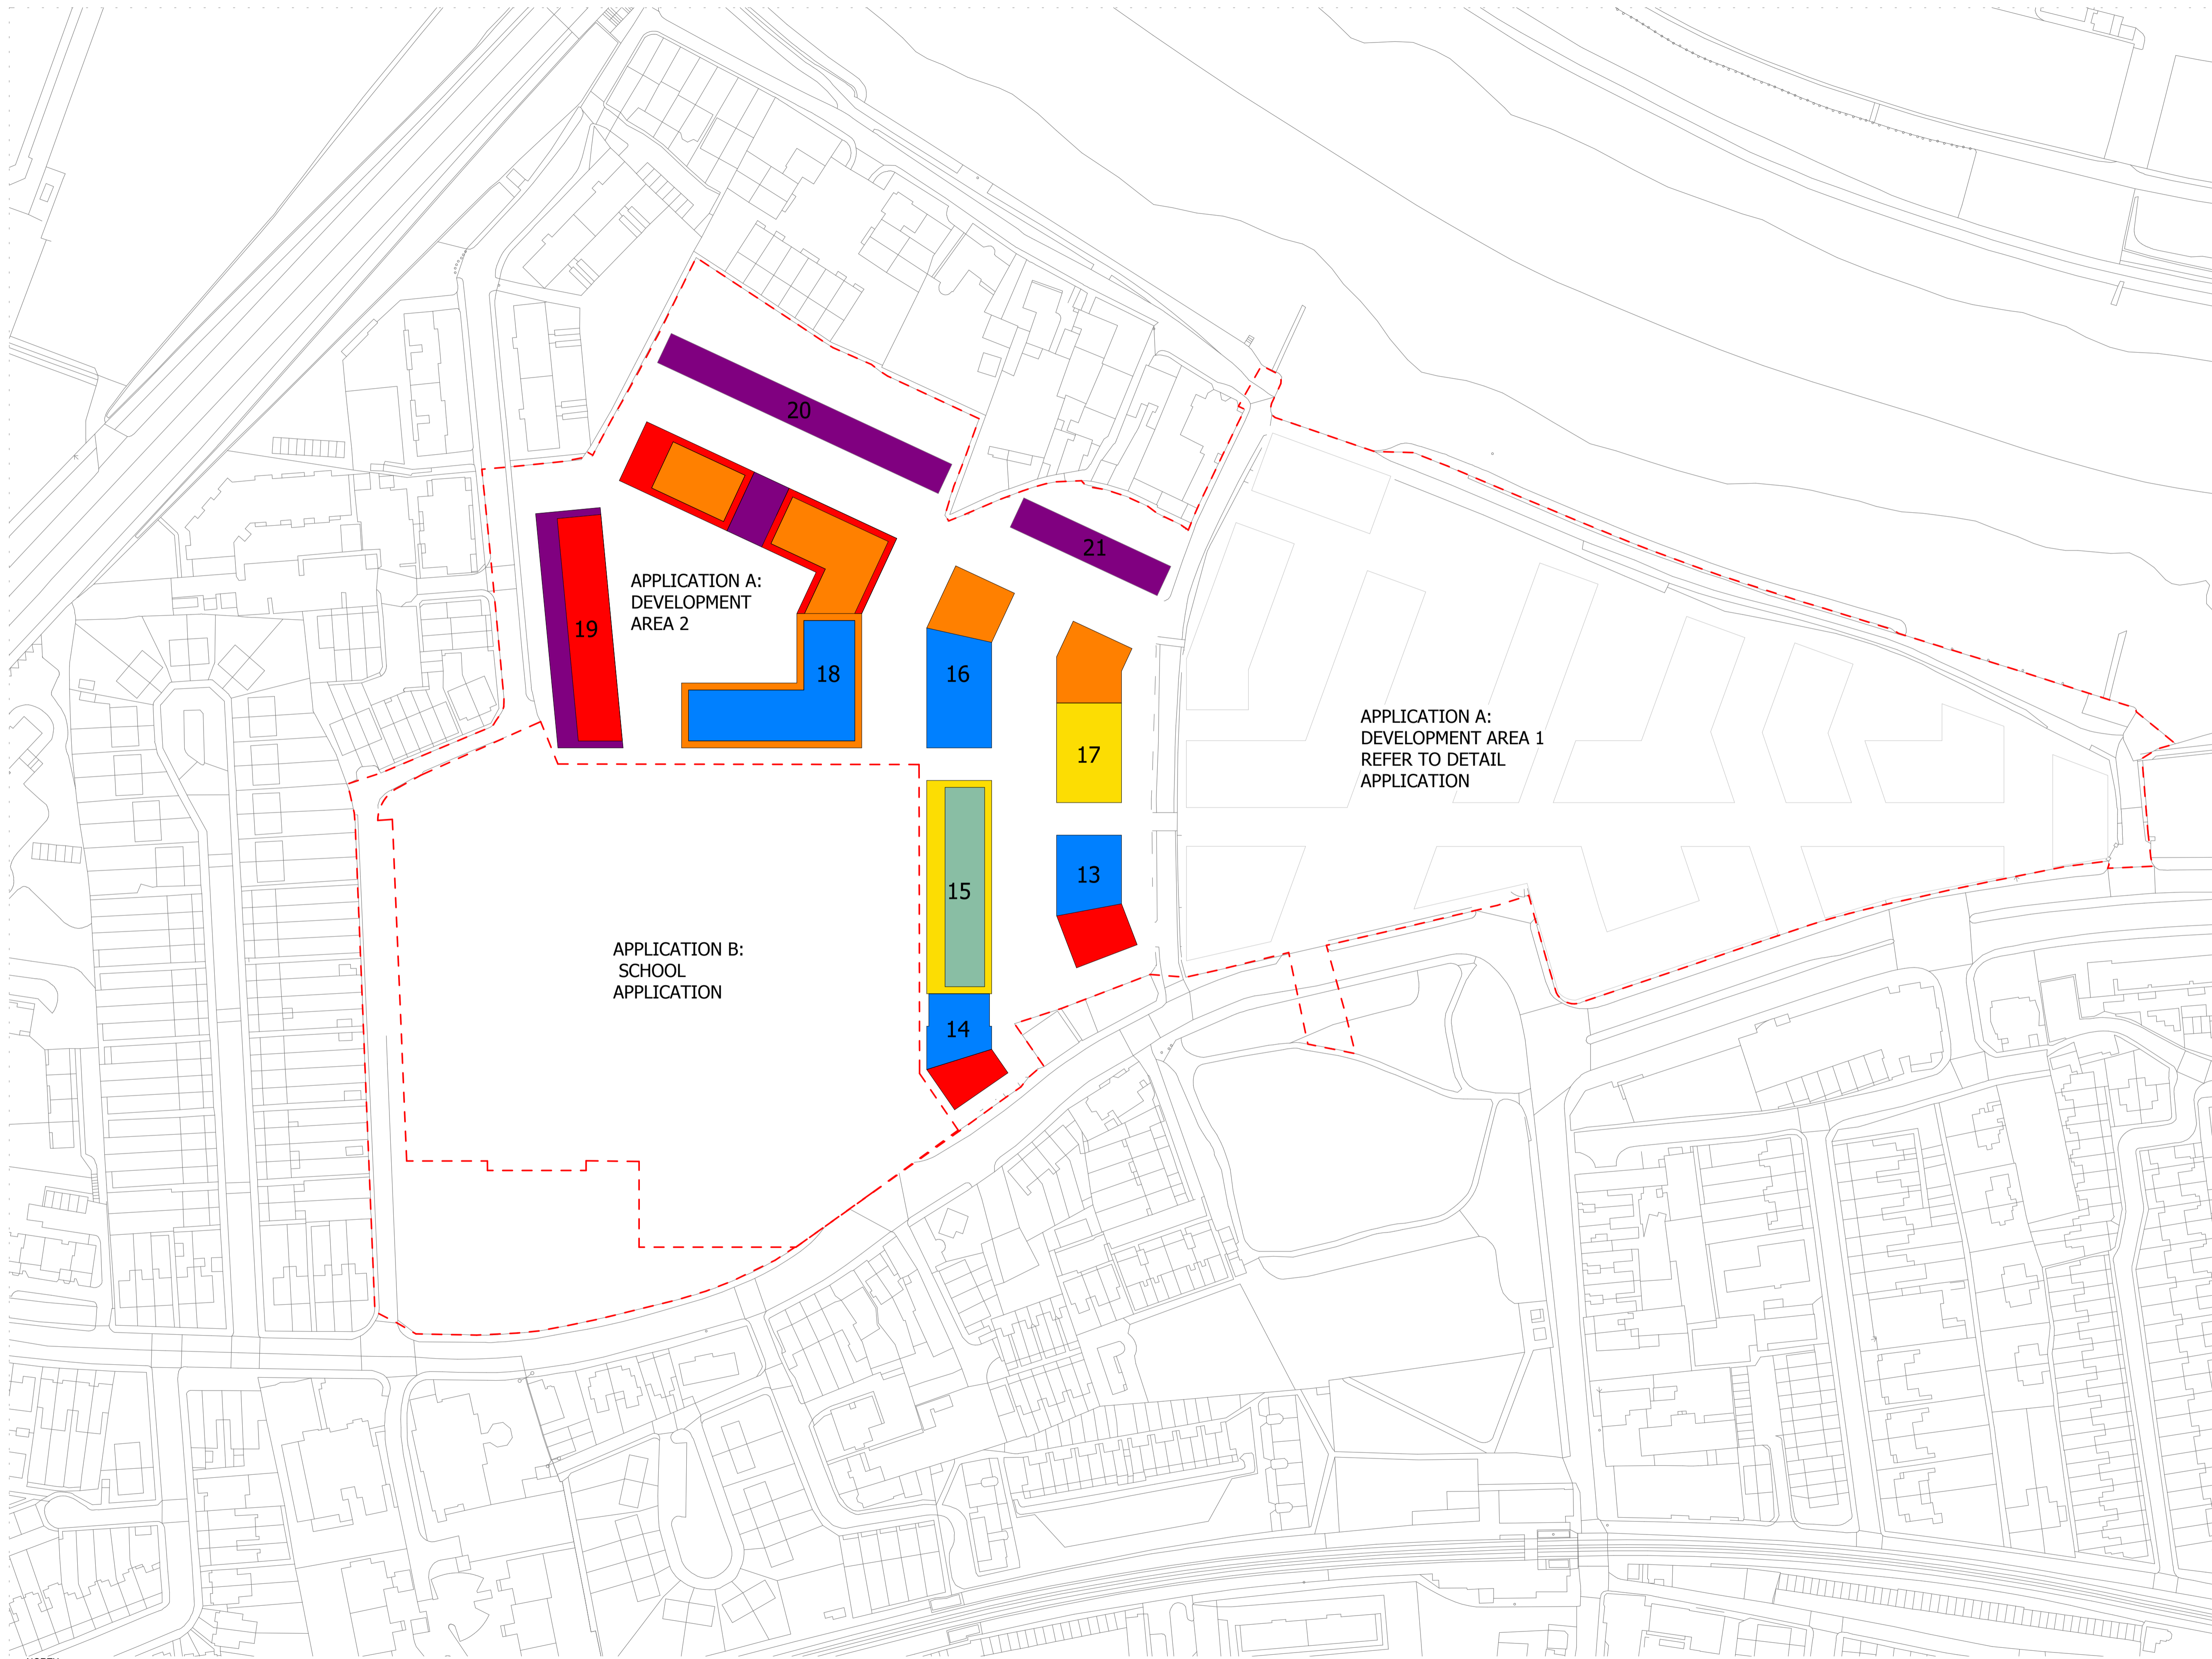 20
21
APPLICATION A:
DEVELOPMENT
AREA 2
19
18
16
17
APPLICATION A:
DEVELOPMENT AREA 1
REFER TO DETAIL
APPLICATION
13
15
APPLICATION B:
SCHOOL
APPLICATION
14